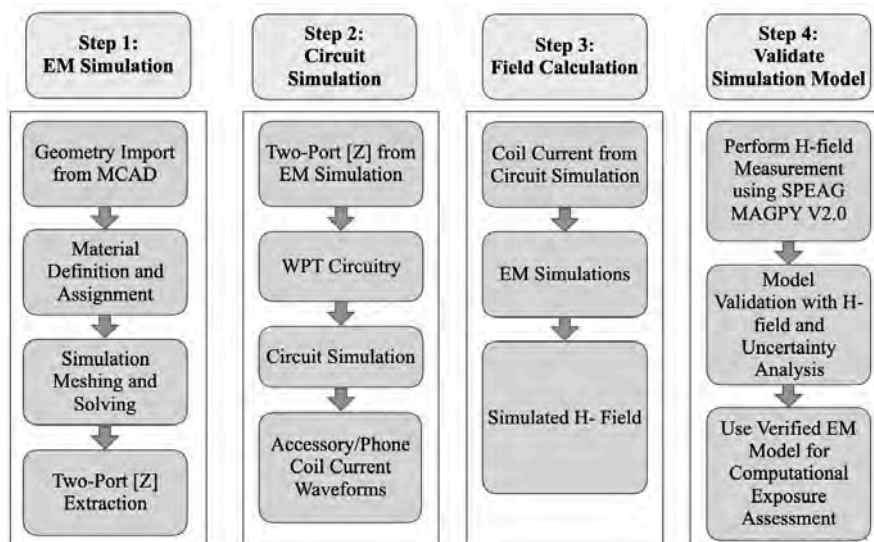 Step 1:
EM Simulation
Geometry Import
from MCAD
Material
Definition and
Assignment
Simulation
Meshing and
Solving
Two-Port [Z]
Extraction
Step 2:
Circuit
Simulation
Two-Port [Z] from
EM Simulation
WPT Circuitry
Circuit Simulation
Accessory/Phone
Coil Current
Waveforms
Step 3:
Field Calculation
Coil Current from
Circuit Simulation
EM Simulations
Simulated H- Field
Step 4:
Validate
Simulation Model
Perform H-field
Measurement
using SPEAG
MAGPY V2.0
Model
Validation with H-
field and
Uncertainty
Analysis
Use Verified EM
Model for
Computational
Exposure
Assessment